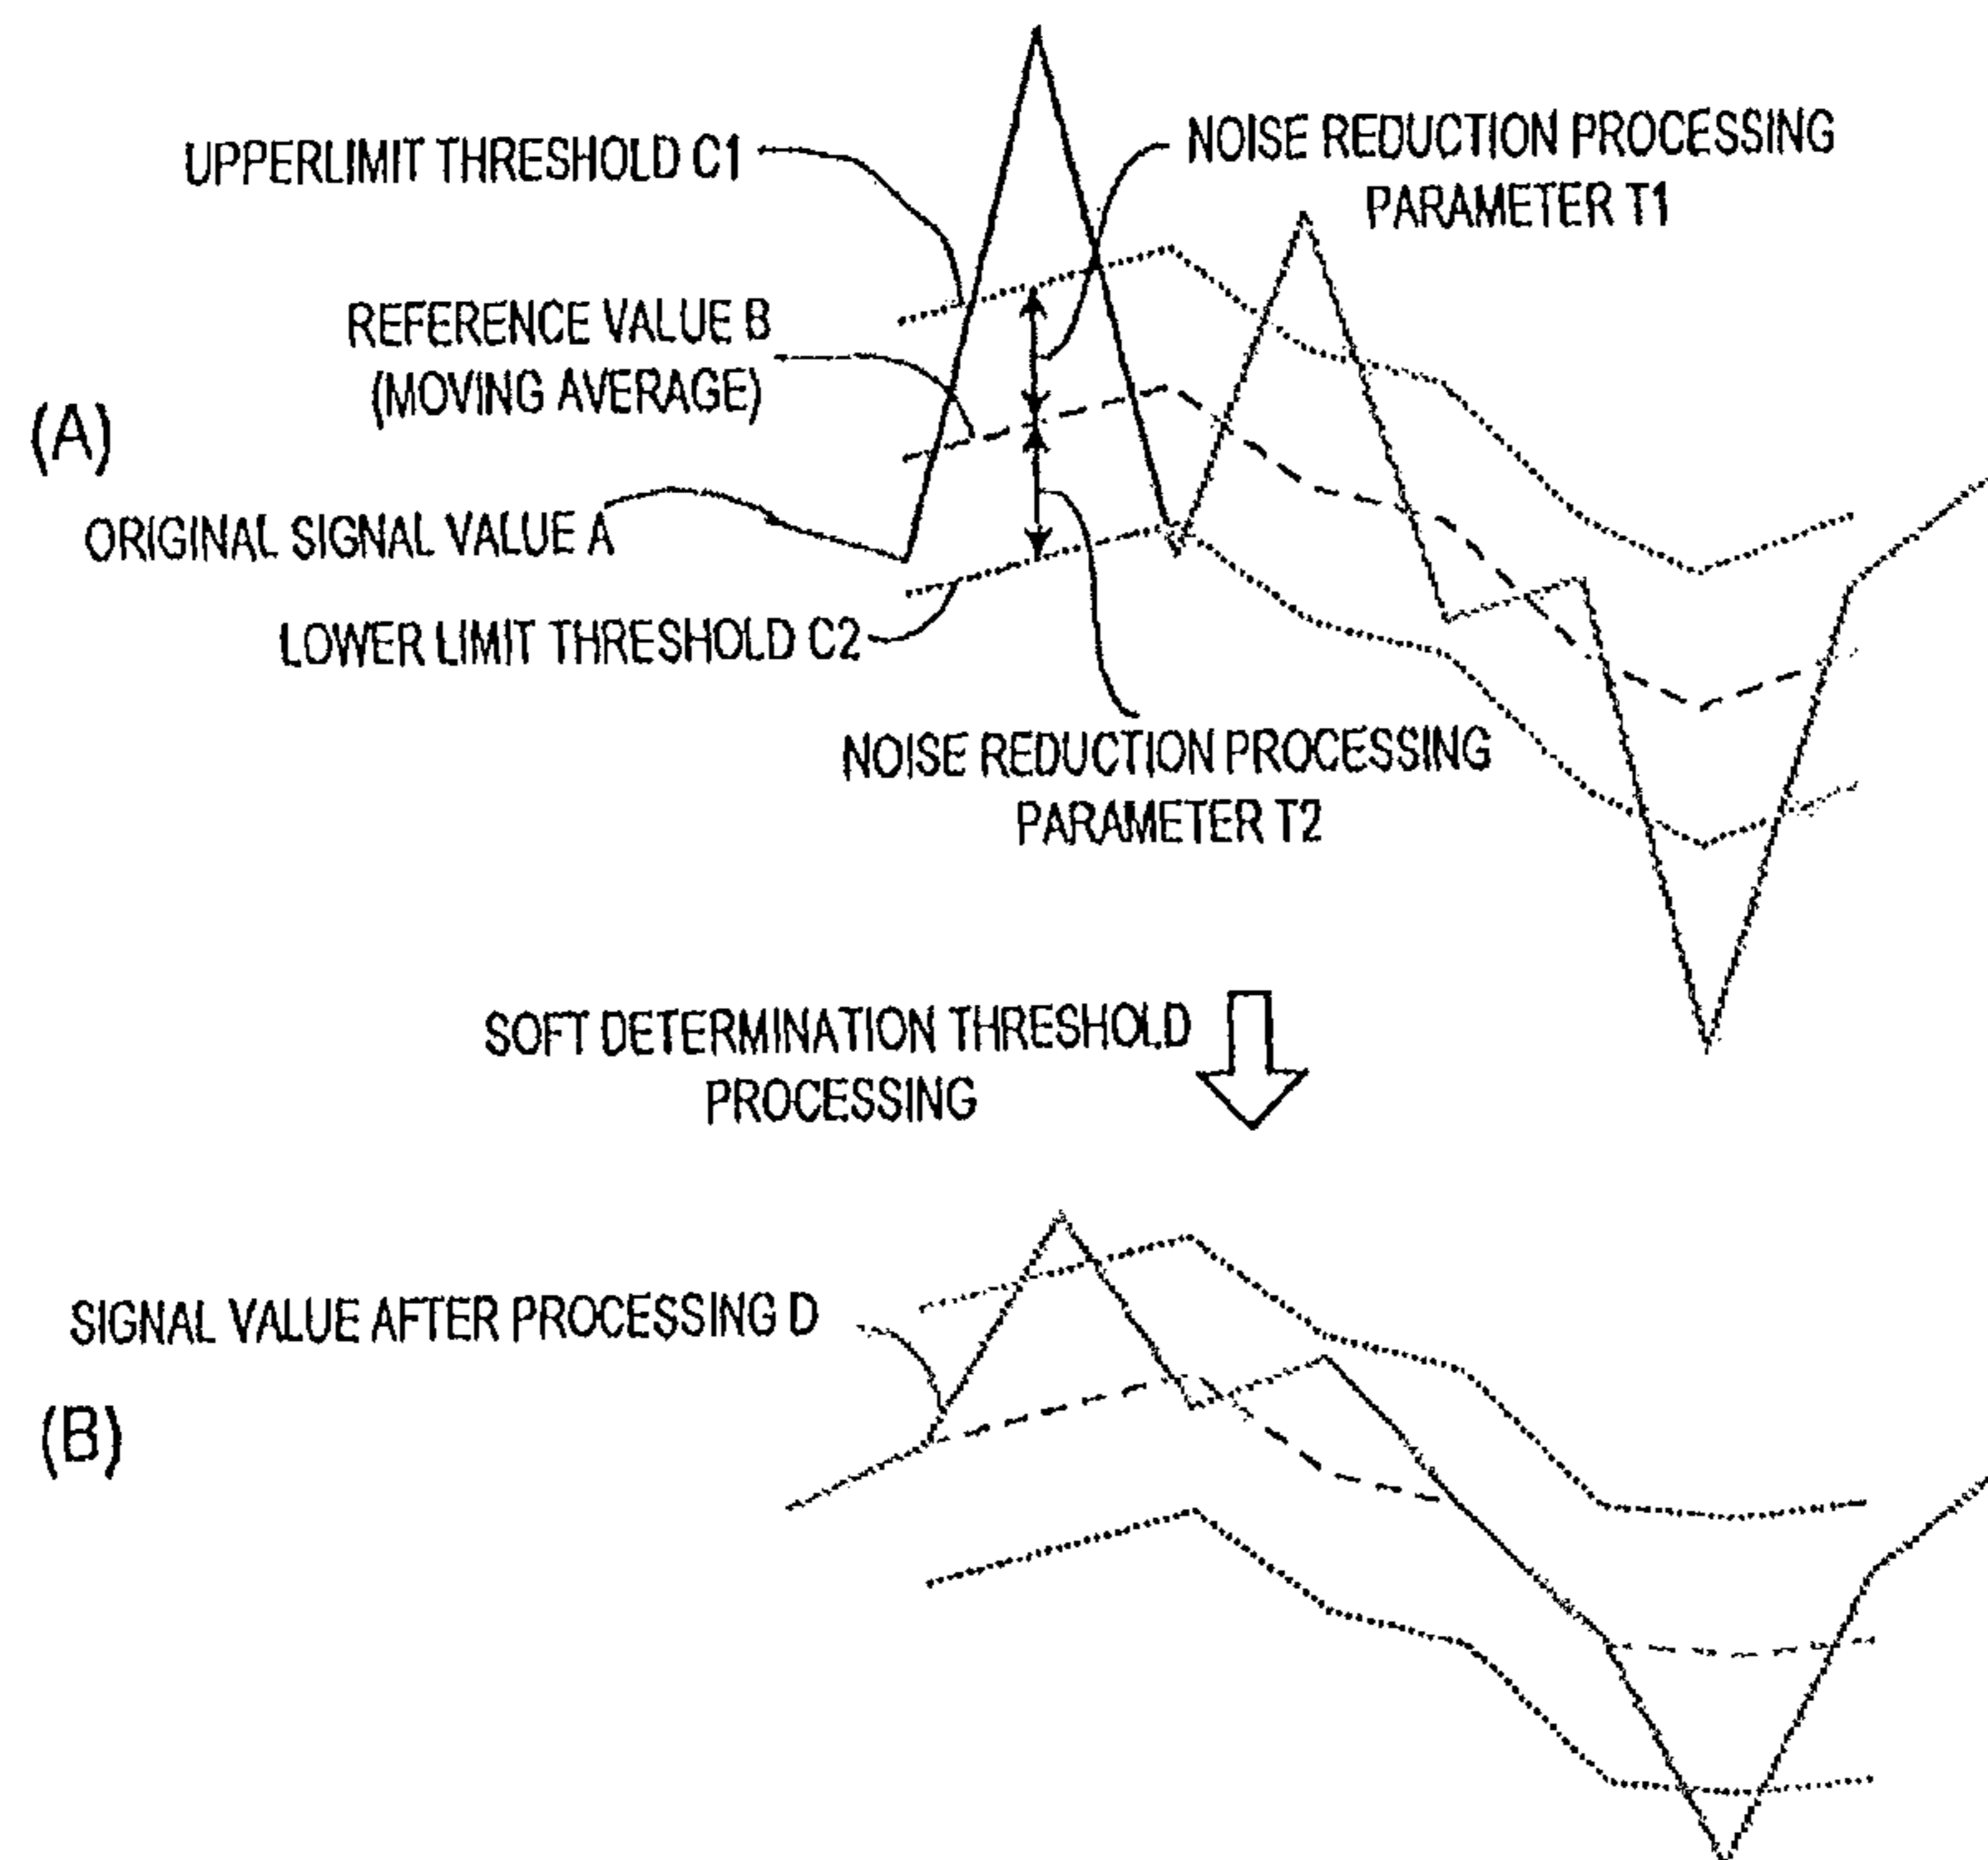 UPPERLIMIT THRESHOLD C1
NOISE REDUCTION PROCESSING
PARAMETER T1
REFERENCE VALUE B
(MOVING AVERAGE)
(A)
ORIGINAL SIGNAL VALUE A
LOWER LIMIT THRESHOLD C2
NOISE REDUCTION PROCESSING
PARAMETER T2
SOFT DETERMINATION THRESHOLD
PROCESSING
SIGNAL VALUE AFTER PROCESSING D
(B)